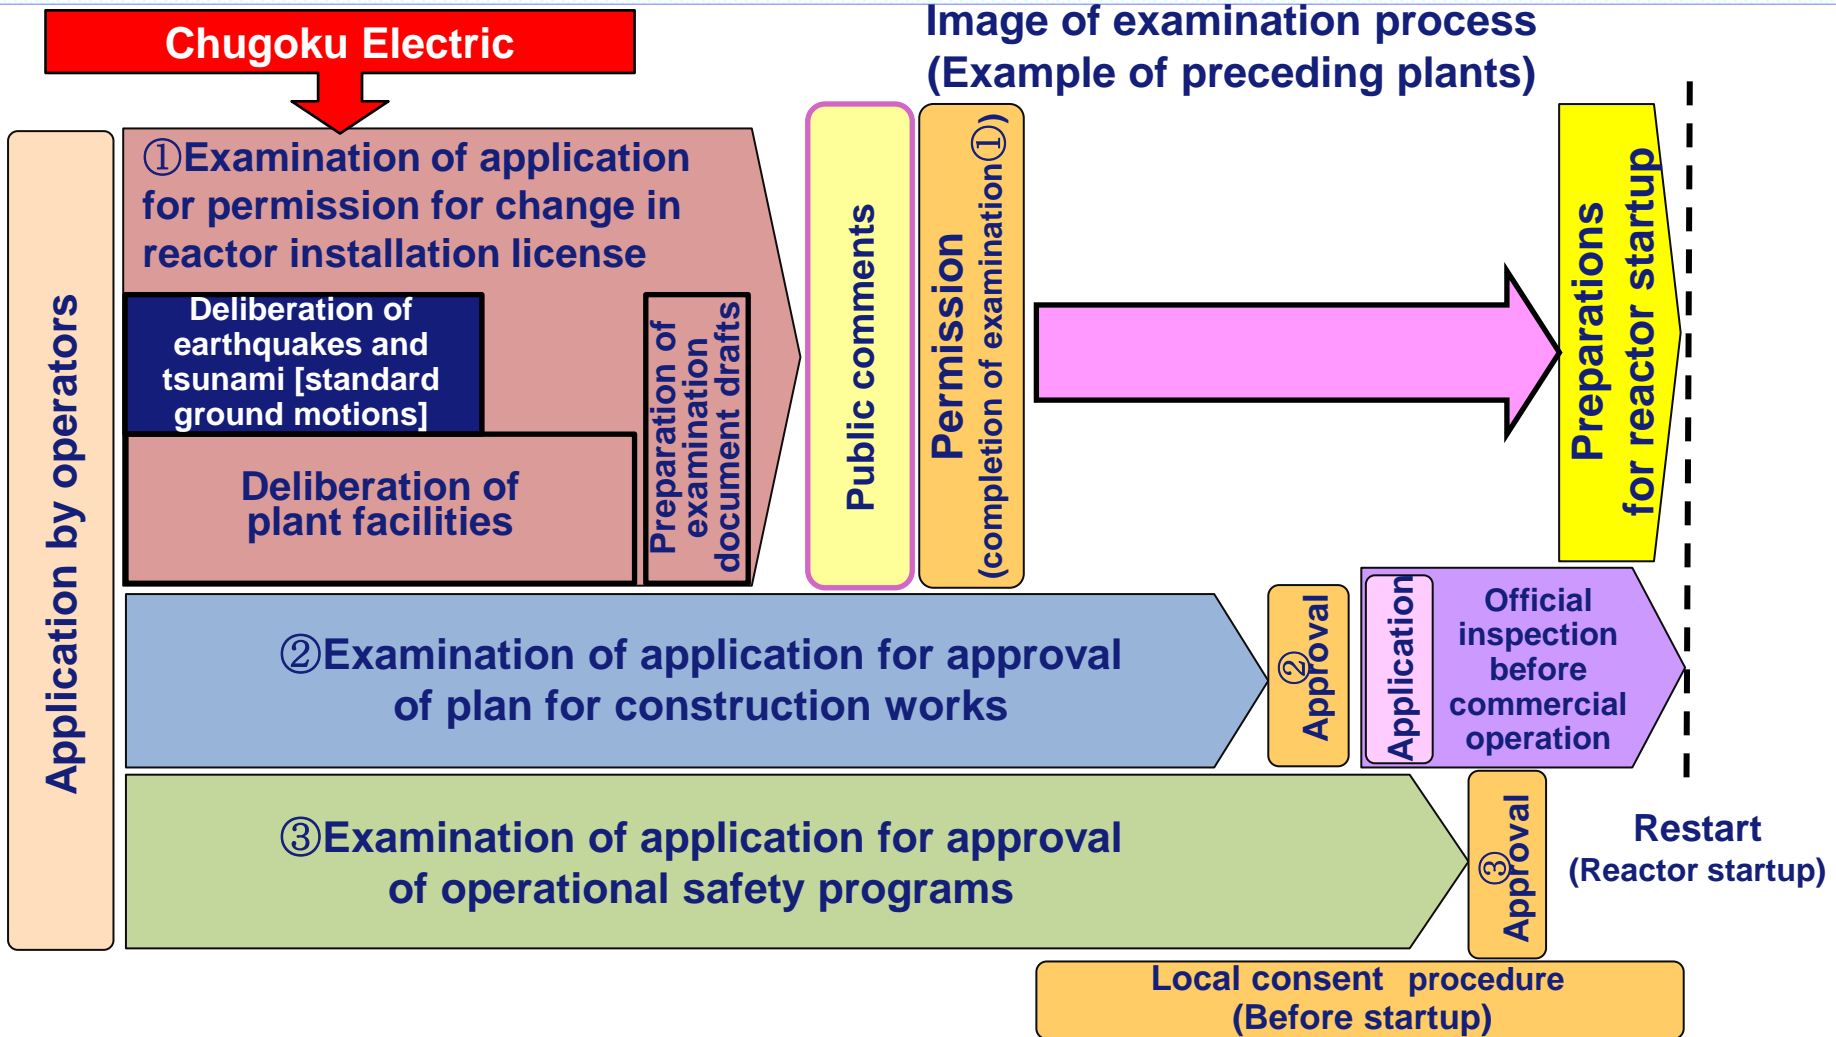 Chugoku Electric
Image of examination process
(Example of preceding plants)
Application by operators
①Examination of application
for permission for change in
reactor installation license
Deliberation of
earthquakes and
tsunami [standard
ground motions]
Deliberation of
plant facilities
Preparation of
examination
document drafts
Public comments
Permission
(completion of examination①)
Preparations
for reactor startup
②Examination of application for approval
of plan for construction works
②
Approval
Application
Official
inspection
before
commercial
operation
③Examination of application for approval
of operational safety programs
③
Approval
Restart
(Reactor startup)
Local consent procedure
(Before startup)